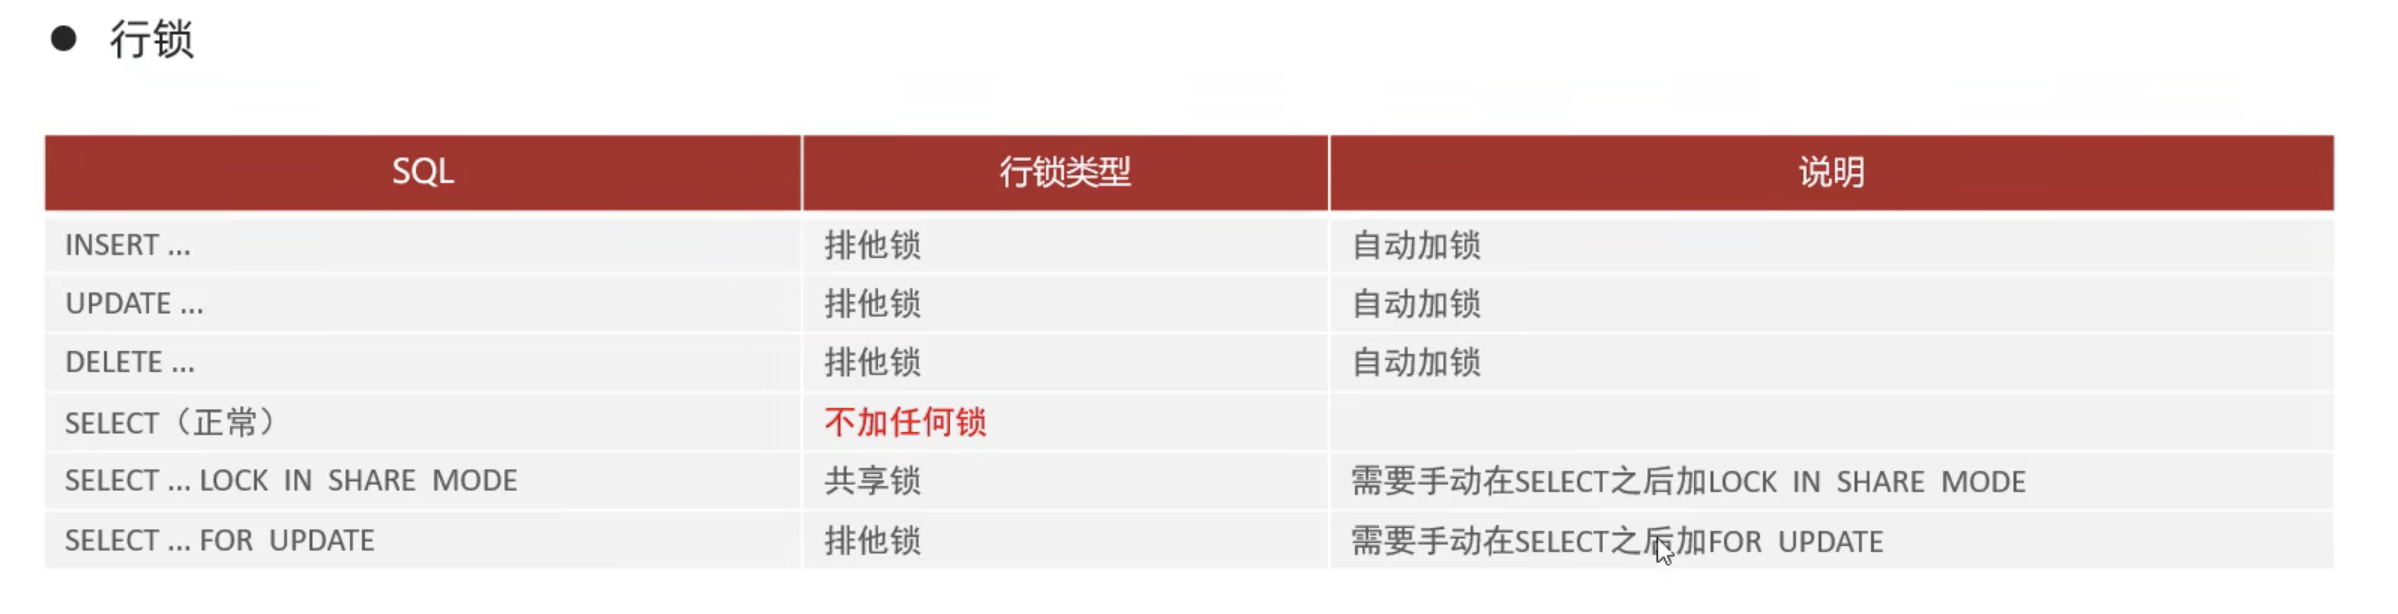 ● 行锁
SQL 行锁类型 说明
INSERT ... 排他锁 自动加锁
UPDATE ... 排他锁 自动加锁
DELETE ... 排他锁 自动加锁
SELECT（正常） 不加任何锁
SELECT ... LOCK IN SHARE MODE 共享锁 需要手动在SELECT之后加LOCK IN SHARE MODE
SELECT ... FOR UPDATE 排他锁 需要手动在SELECT之后加FOR UPDATE